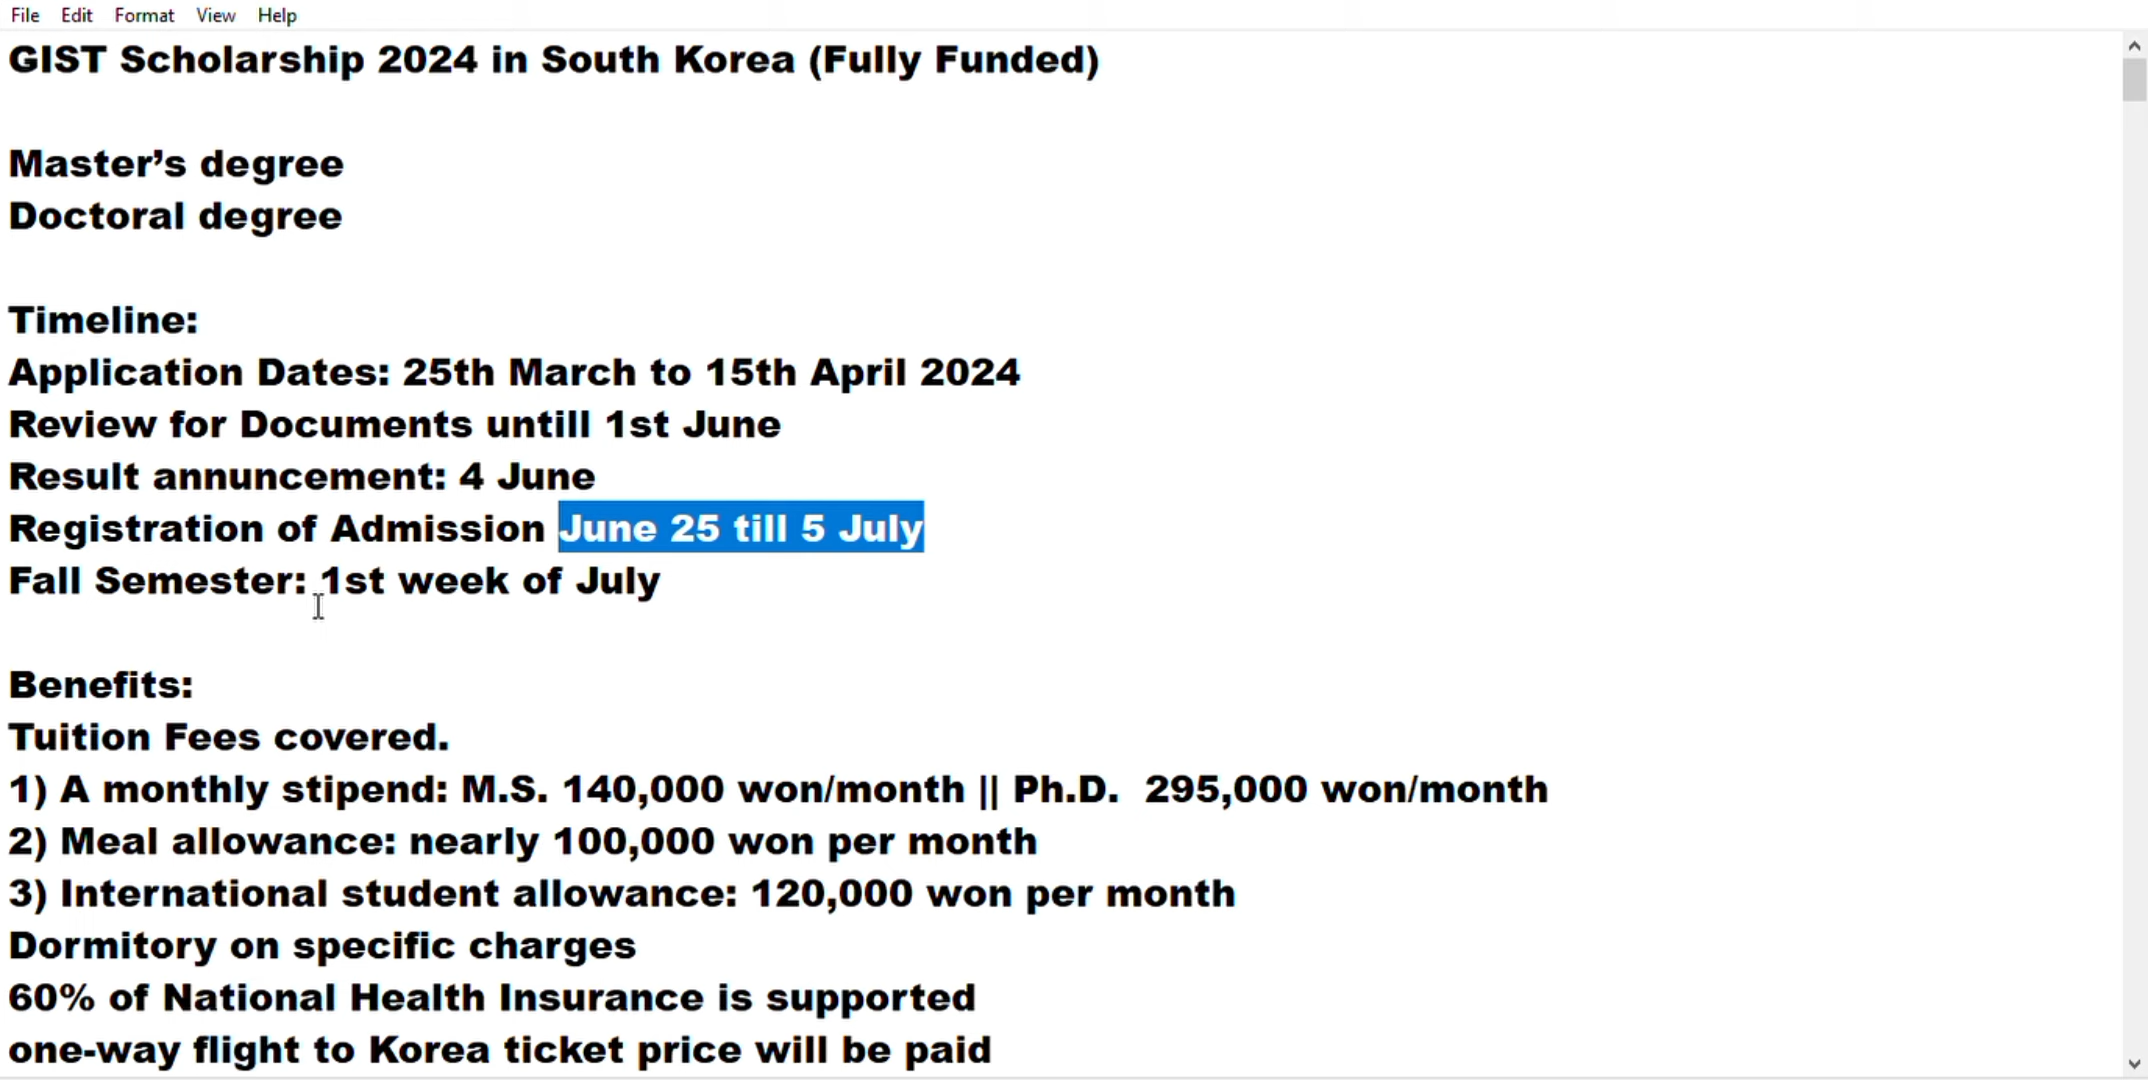 File Edit Format View Help
GIST Scholarship 2024 in South Korea (Fully Funded)
Master’s degree
Doctoral degree
Timeline:
Application Dates: 25th March to 15th April 2024
Review for Documents untill 1st June
Result annuncement: 4 June
Registration of Admission June 25 till 5 July
Fall Semester: 1st week of July
Benefits:
Tuition Fees covered.
1) A monthly stipend: M.S. 140,000 won/month || Ph.D.  295,000 won/month
2) Meal allowance: nearly 100,000 won per month
3) International student allowance: 120,000 won per month
Dormitory on specific charges
60% of National Health Insurance is supported
one-way flight to Korea ticket price will be paid